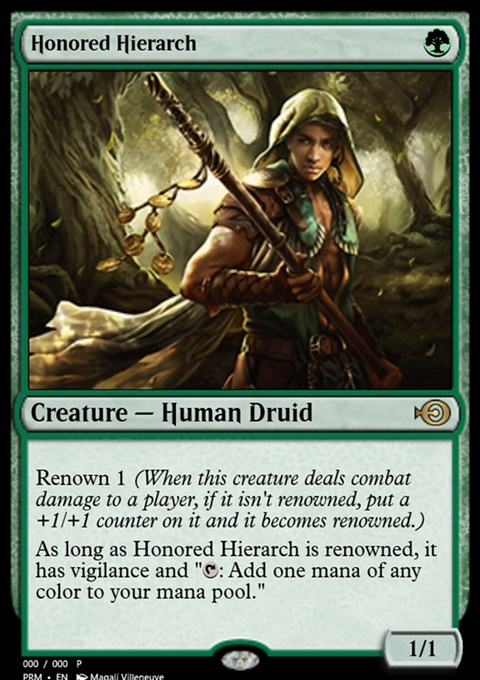 Honored Hierarch
Creature — Human Druid
Renown 1 (When this creature deals combat
damage to a player, if it isn't renowned, put a
+1/+1 counter on it and it becomes renowned.)
As long as Honored Hierarch is renowned, it
has vigilance and ": Add one mana of any
color to your mana pool."
1/1
000 / 000 P
PRM • EN Magali Villeneuve